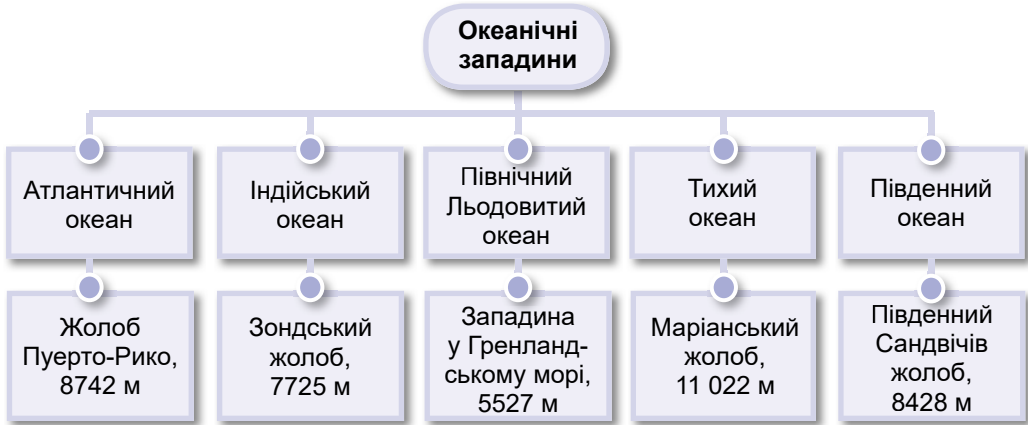 Океанічні
западини
Атлантичний
океан
Індійський
океан
Північний
Льодовитий
океан
Тихий
океан
Південний
океан
Жолоб
Пуерто-Рико,
8742 м
Зондський
жолоб,
7725 м
Западина
у Гренланд-
ському морі,
5527 м
Маріанський
жолоб,
11 022 м
Південний
Сандвічів
жолоб,
8428 м